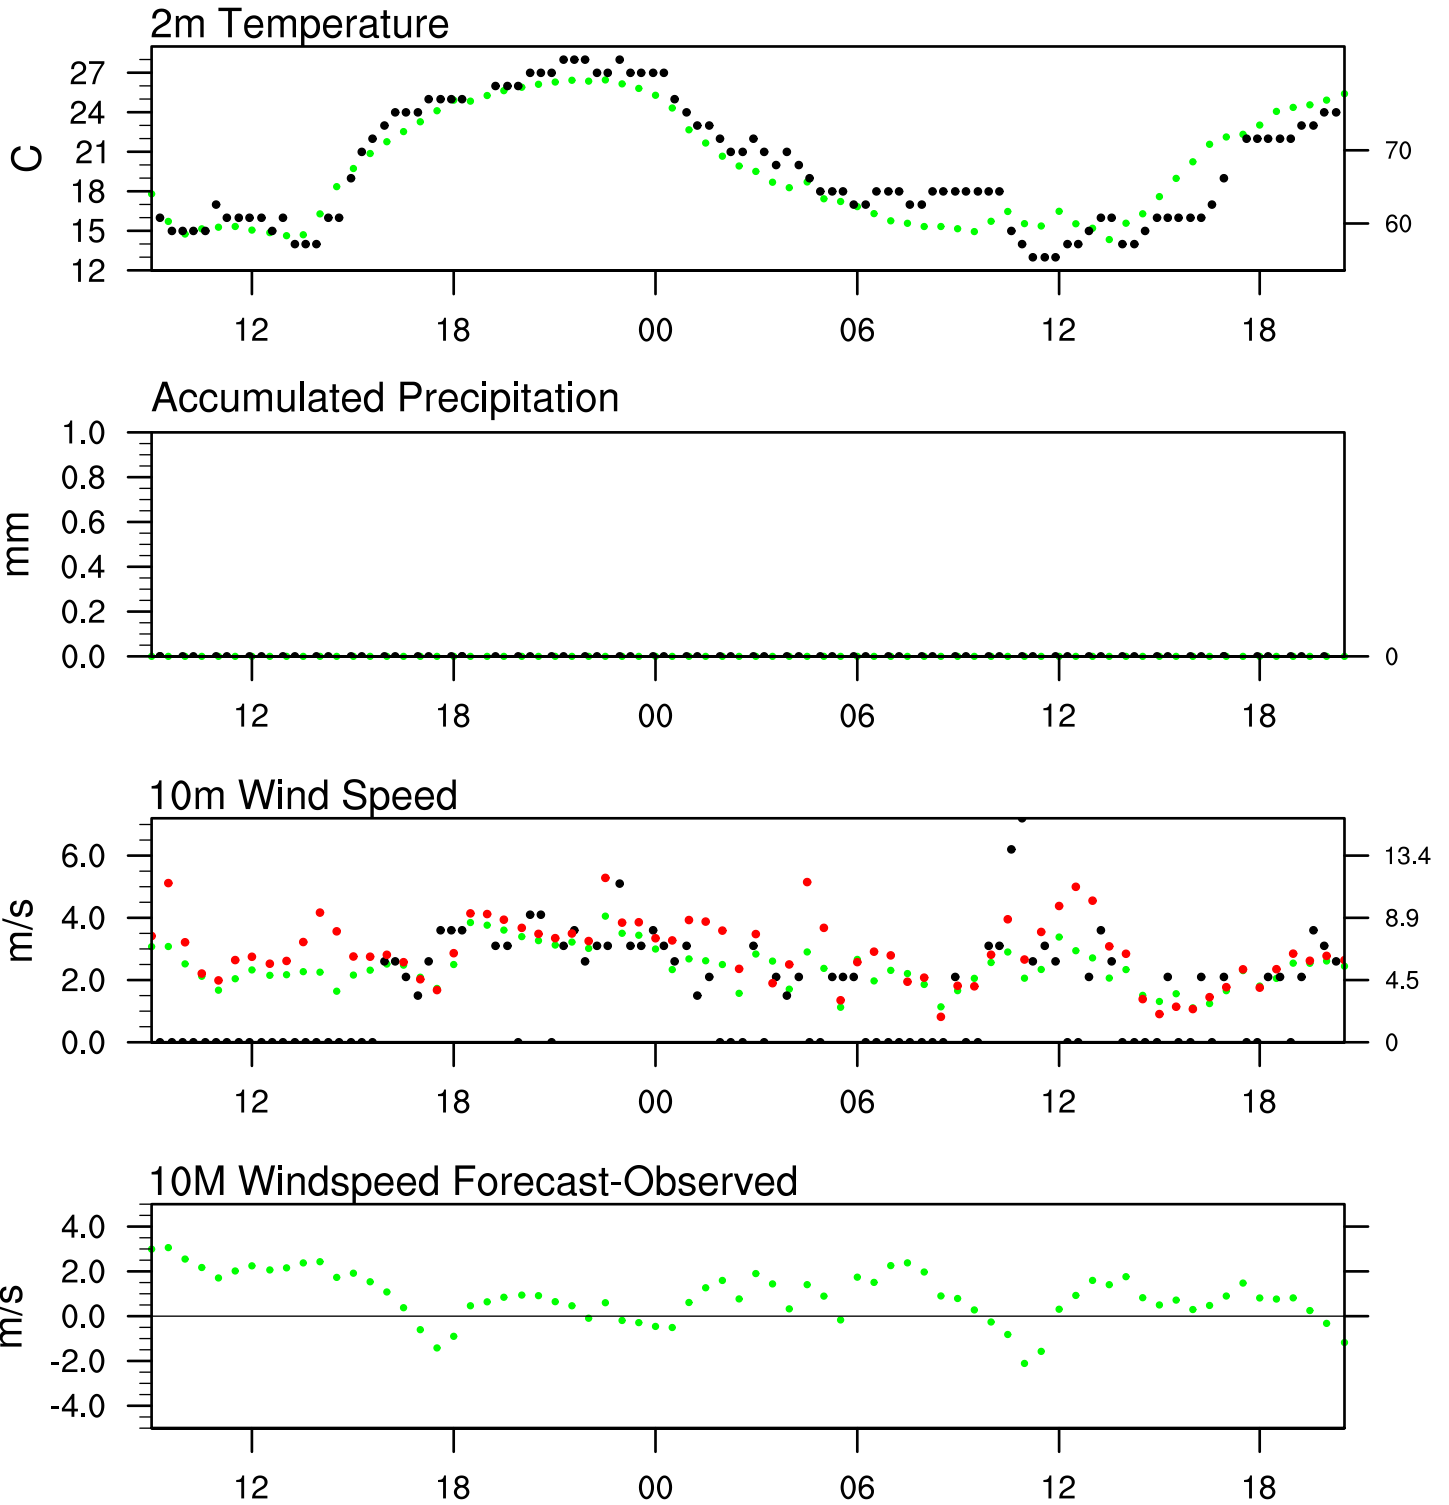 2m Temperature
27
24
21
18
15
12
C
70
60
12 18 00 06 12 18
Accumulated Precipitation
1.0
0.8
0.6
0.4
0.2
0.0
mm
0
12 18 00 06 12 18
10m Wind Speed
6.0
4.0
2.0
0.0
m/s
13.4
8.9
4.5
0
12 18 00 06 12 18
10M Windspeed Forecast-Observed
4.0
2.0
0.0
-2.0
-4.0
m/s
12 18 00 06 12 18